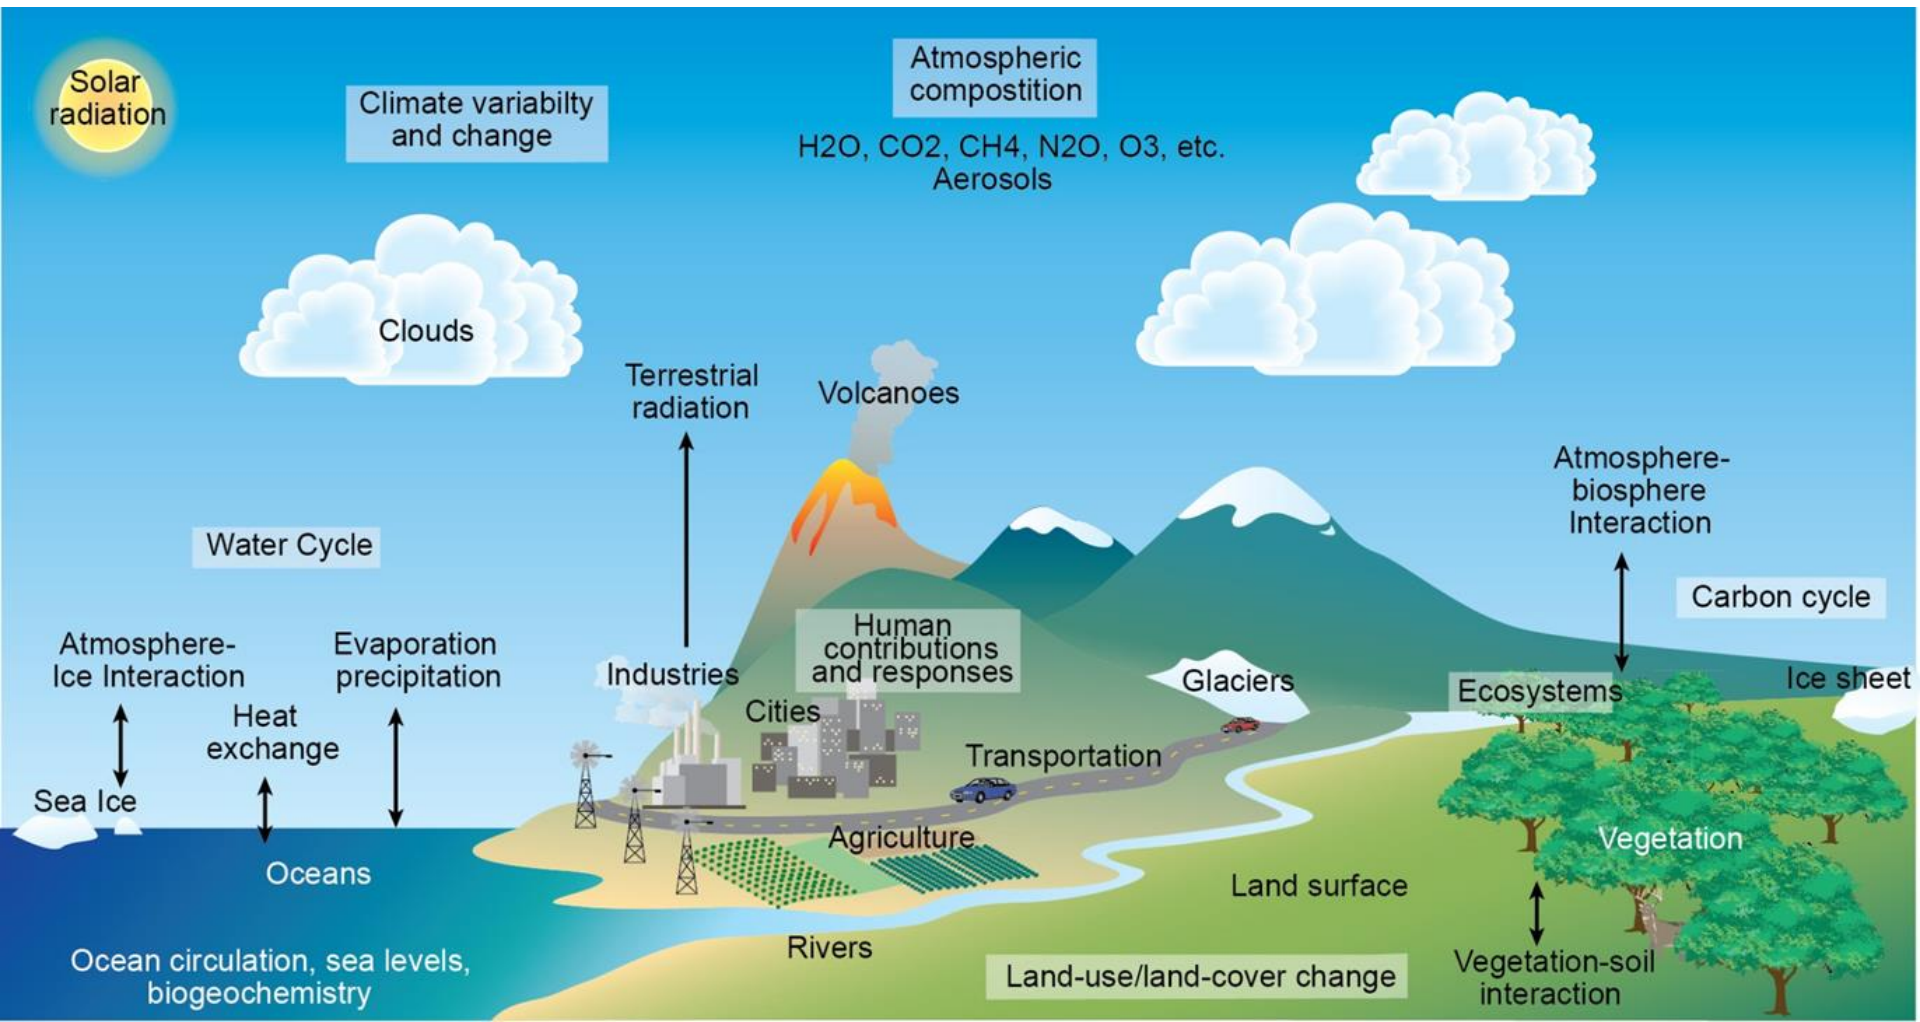 Solar
radiation
Climate variabilty
and change
Atmospheric
compostition
H2O, CO2, CH4, N2O, O3, etc.
Aerosols
Clouds
Terrestrial
radiation
Volcanoes
Atmosphere-
biosphere
Interaction
Water Cycle
Carbon cycle
Atmosphere-
Ice Interaction
Evaporation
precipitation
Heat
exchange
Sea Ice
Industries
Human
contributions
and responses
Cities
Glaciers
Ecosystems
Ice sheet
Transportation
Agriculture
Vegetation
Oceans
Land surface
Rivers
Ocean circulation, sea levels,
biogeochemistry
Land-use/land-cover change
Vegetation-soil
interaction